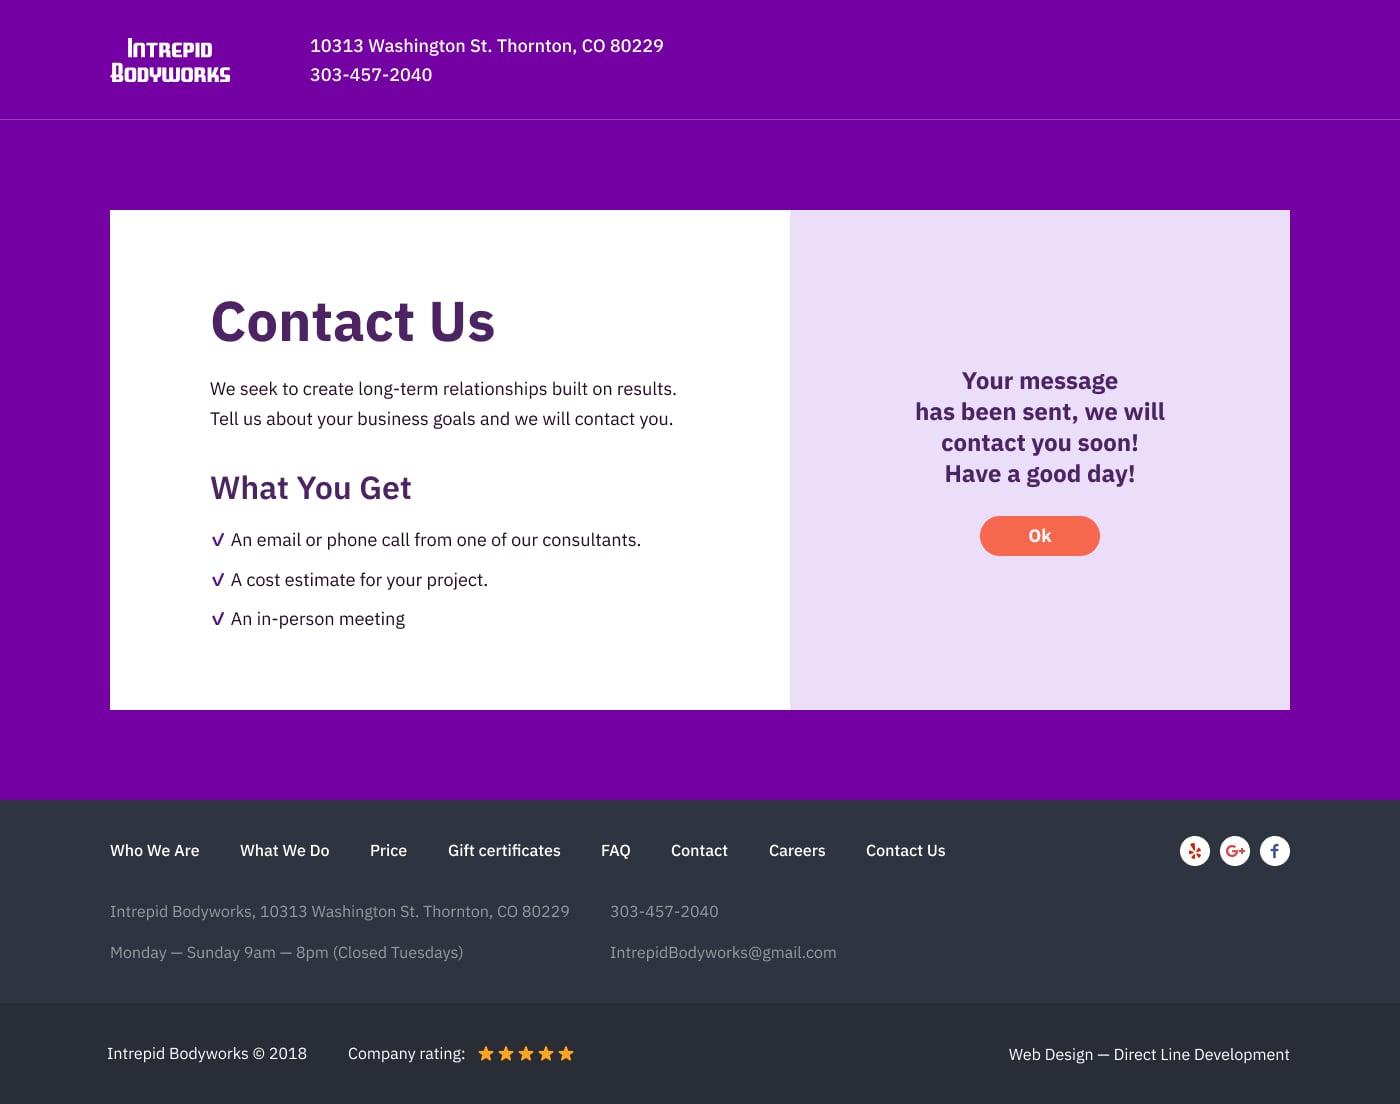 Intrepid
Bodyworks
10313 Washington St. Thornton, CO 80229
303-457-2040
Contact Us
We seek to create long-term relationships built on results.
Tell us about your business goals and we will contact you.
What You Get
✓ An email or phone call from one of our consultants.
✓ A cost estimate for your project.
✓ An in-person meeting
Your message
has been sent, we will
contact you soon!
Have a good day!
Ok
Who We Are What We Do Price Gift certificates FAQ Contact Careers Contact Us
G+ f
Intrepid Bodyworks, 10313 Washington St. Thornton, CO 80229 303-457-2040
Monday — Sunday 9am — 8pm (Closed Tuesdays) IntrepidBodyworks@gmail.com
Intrepid Bodyworks © 2018 Company rating: ★★★★★ Web Design — Direct Line Development